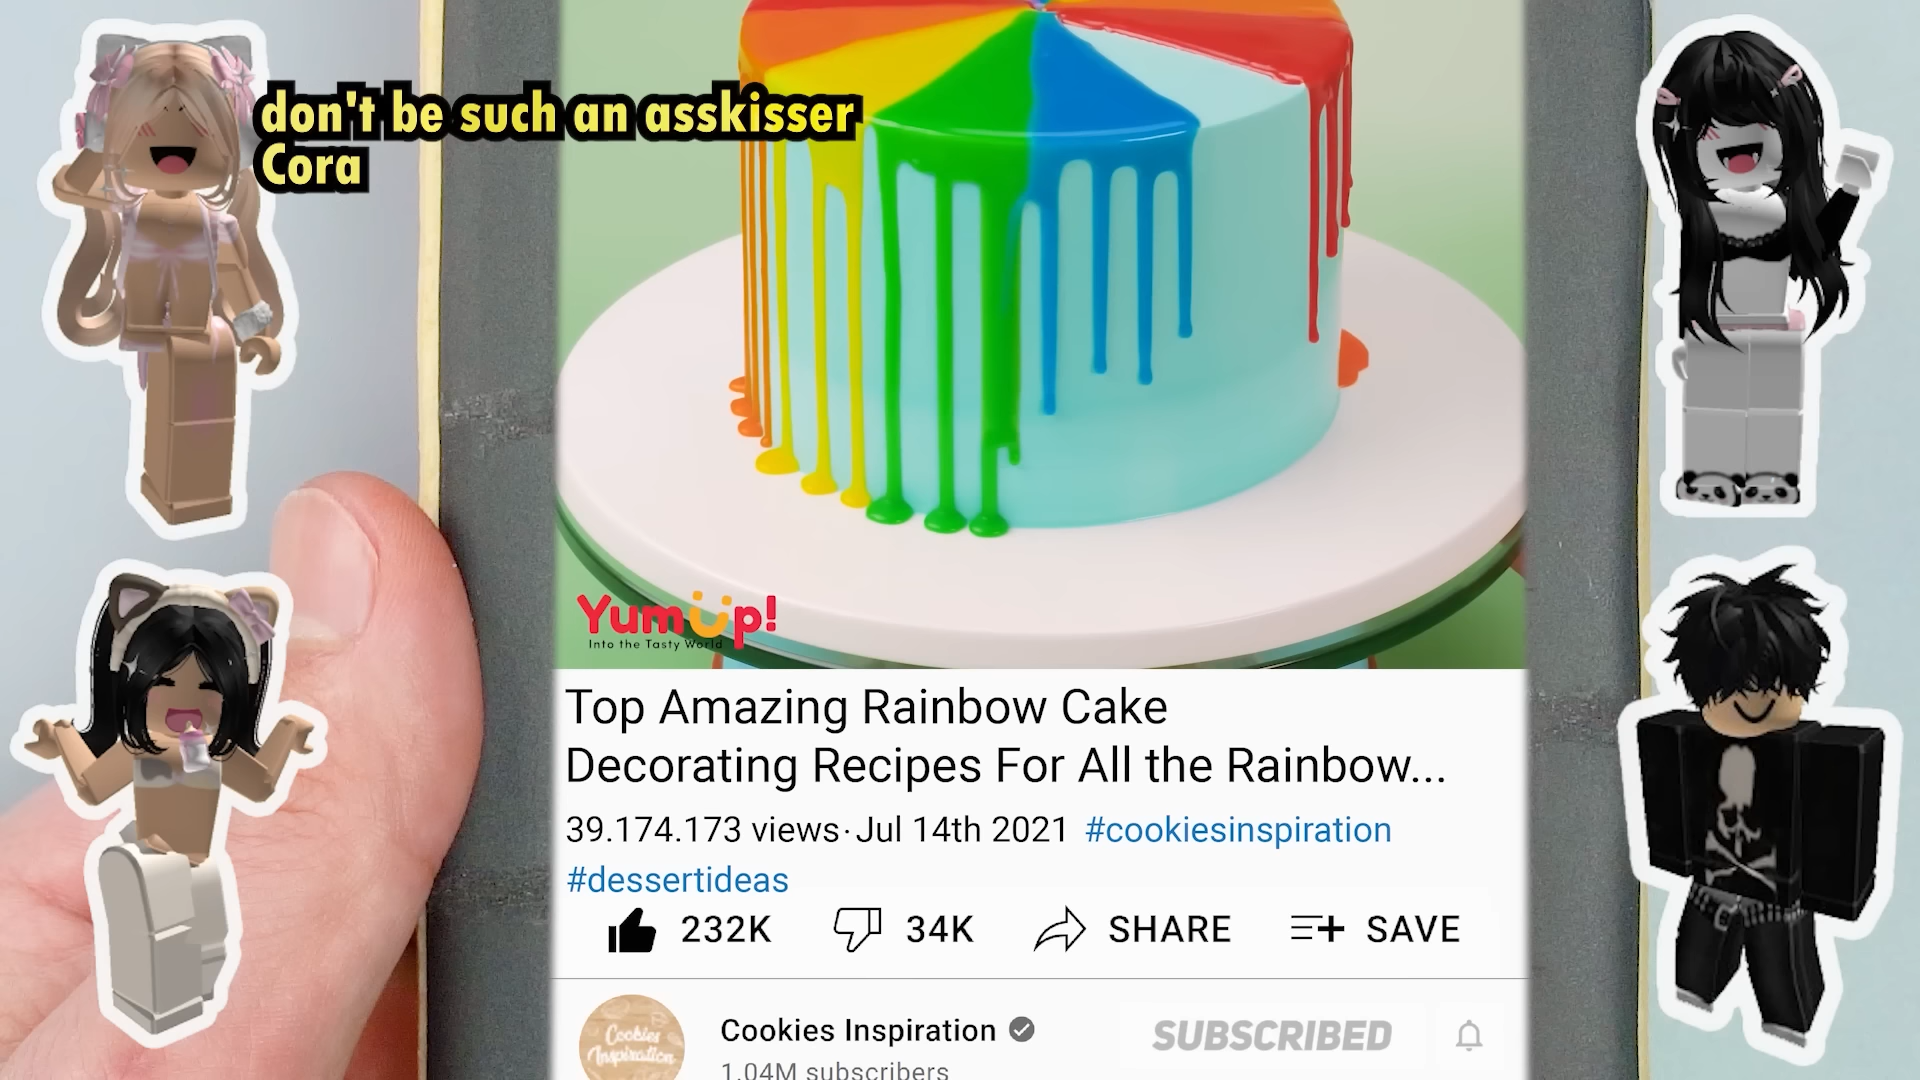 don't be such an asskisser
Cora
YumUp!
Into the Tasty World
Top Amazing Rainbow Cake
Decorating Recipes For All the Rainbow...
39.174.173 views·Jul 14th 2021 #cookiesinspiration
#dessertideas
232K 34K SHARE SAVE
Cookies Inspiration
Cookies Inspiration
SUBSCRIBED
1.04M subscribers